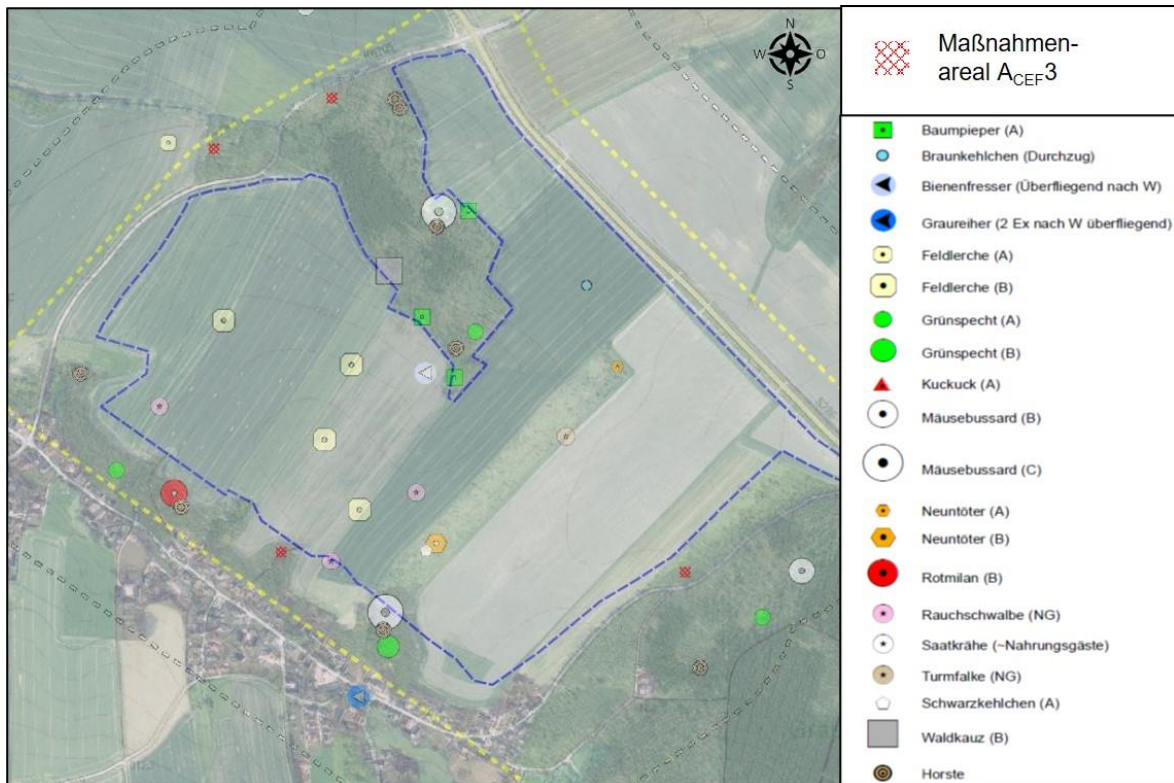 N
W O
S
Maßnahmen-
areal A_CEF3
Baumpieper (A)
Braunkehlchen (Durchzug)
Bienenfresser (Überfliegend nach W)
Graureiher (2 Ex nach W überfliegend)
Feldlerche (A)
Feldlerche (B)
Grünspecht (A)
Grünspecht (B)
Kuckuck (A)
Mäusebussard (B)
Mäusebussard (C)
Neuntöter (A)
Neuntöter (B)
Rotmilan (B)
Rauchschwalbe (NG)
Saatkrähe (~Nahrungsgäste)
Turmfalke (NG)
Schwarzkehlchen (A)
Waldkauz (B)
Horste